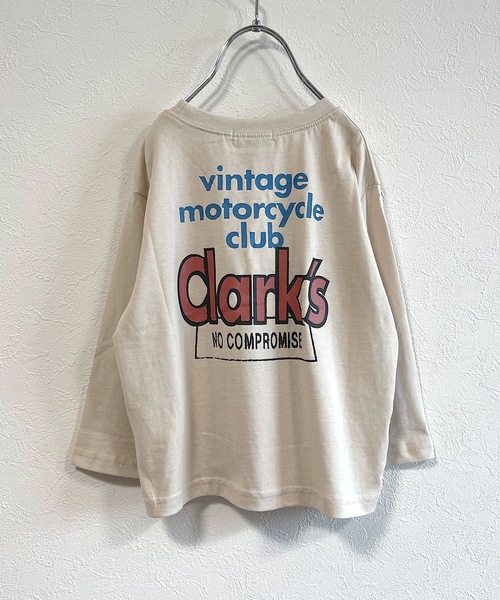 vintage
motorcycle
club
Clark's
NO COMPROMISE